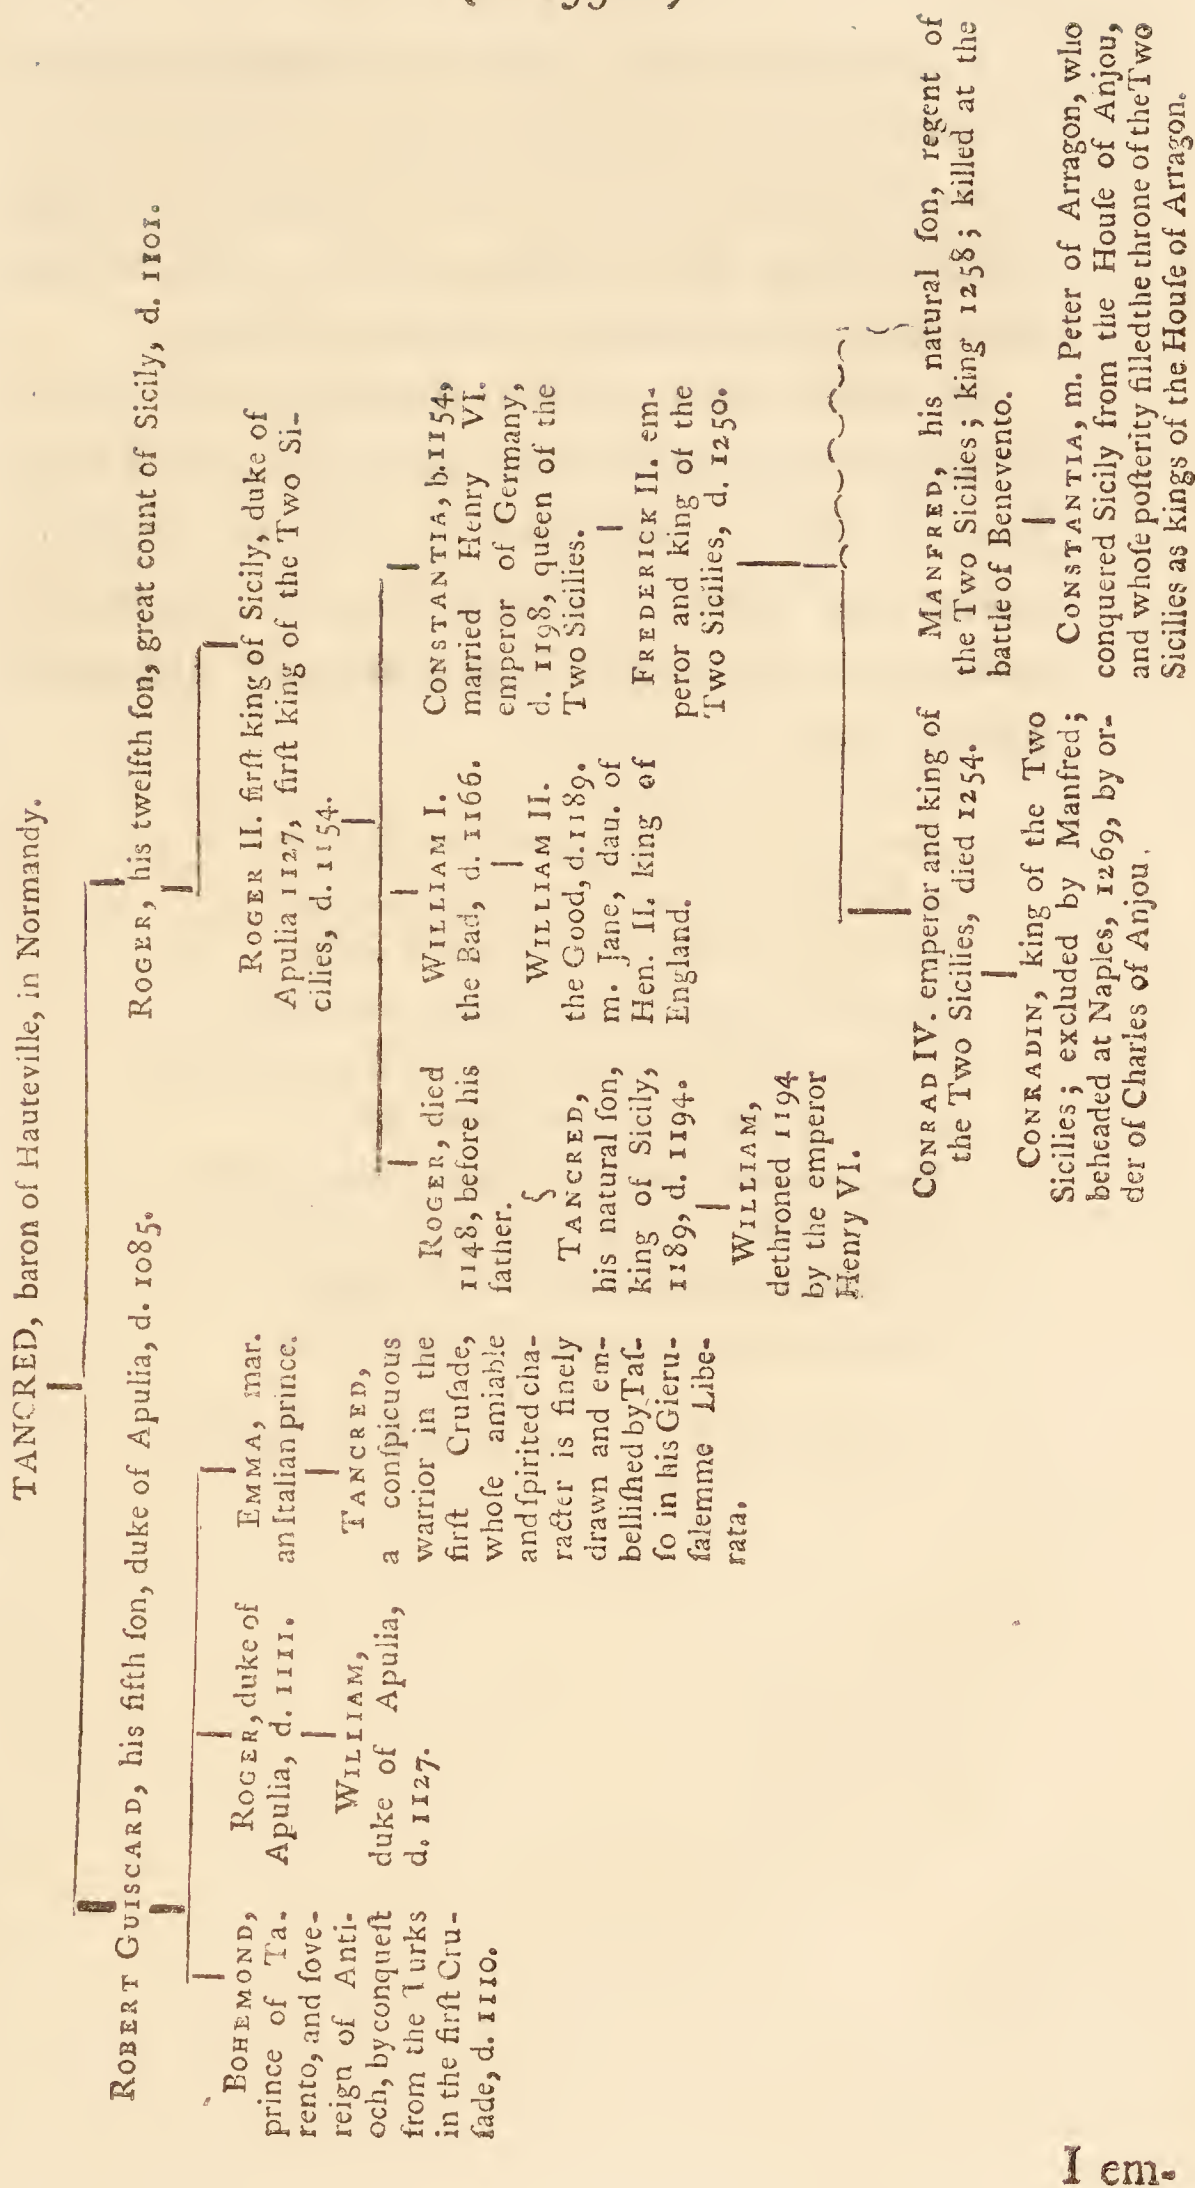 TANCRED, baron of Hauteville, in Normandy.
ROBERT GUISCARD, his fifth ſon, duke of Apulia, d. 1085.
ROGER, his twelfth ſon, great count of Sicily, d. 1101.
BOHEMOND,
prince of Ta-
rento, and ſove-
reign of Anti-
och, by conqueſt
from the Turks
in the firſt Cru-
ſade, d. 1110.
ROGER, duke of
Apulia, d. 1111.
WILLIAM,
duke of Apulia,
d. 1127.
EMMA, mar.
an Italian prince.
TANCRED,
a conſpicuous
warrior in the
firſt Cruſade,
whoſe amiable
and ſpirited cha-
racter is finely
drawn and em-
belliſhed by Taſ-
ſo in his Gieru-
ſalemme Libe-
rata.
ROGER II. firſt king of Sicily, duke of
Apulia 1127, firſt king of the Two Si-
cilies, d. 1154.
ROGER, died
1148, before his
father.
TANCRED,
his natural ſon,
king of Sicily,
1189, d. 1194.
WILLIAM,
dethroned 1194
by the emperor
Henry VI.
WILLIAM I.
the Bad, d. 1166.
WILLIAM II.
the Good, d. 1189.
m. Jane, dau. of
Hen. II. king of
England.
CONSTANTIA, b. 1154,
married Henry VI.
emperor of Germany,
d. 1198, queen of the
Two Sicilies.
FREDERICK II. em-
peror and king of the
Two Sicilies, d. 1250.
CONRAD IV. emperor and king of
the Two Sicilies, died 1254.
CONRADIN, king of the Two
Sicilies; excluded by Manfred;
beheaded at Naples, 1269, by or-
der of Charles of Anjou.
MANFRED, his natural ſon, regent of
the Two Sicilies; king 1258; killed at the
battle of Benevento.
CONSTANTIA, m. Peter of Arragon, who
conquered Sicily from the Houſe of Anjou,
and whoſe poſterity filled the throne of the Two
Sicilies as kings of the Houſe of Arragon.
I em-